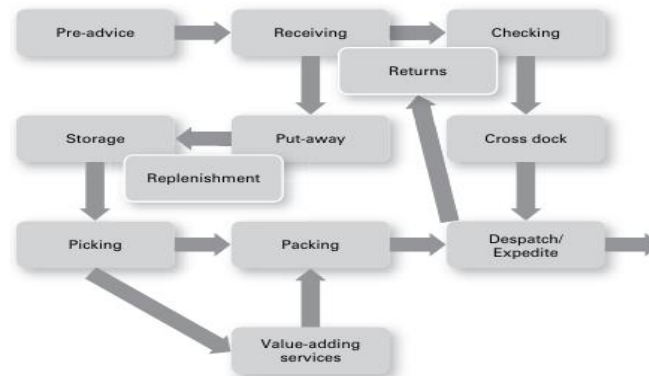 Pre-advice
Receiving
Checking
Returns
Storage
Put-away
Cross dock
Replenishment
Picking
Packing
Despatch/
Expedite
Value-adding
services